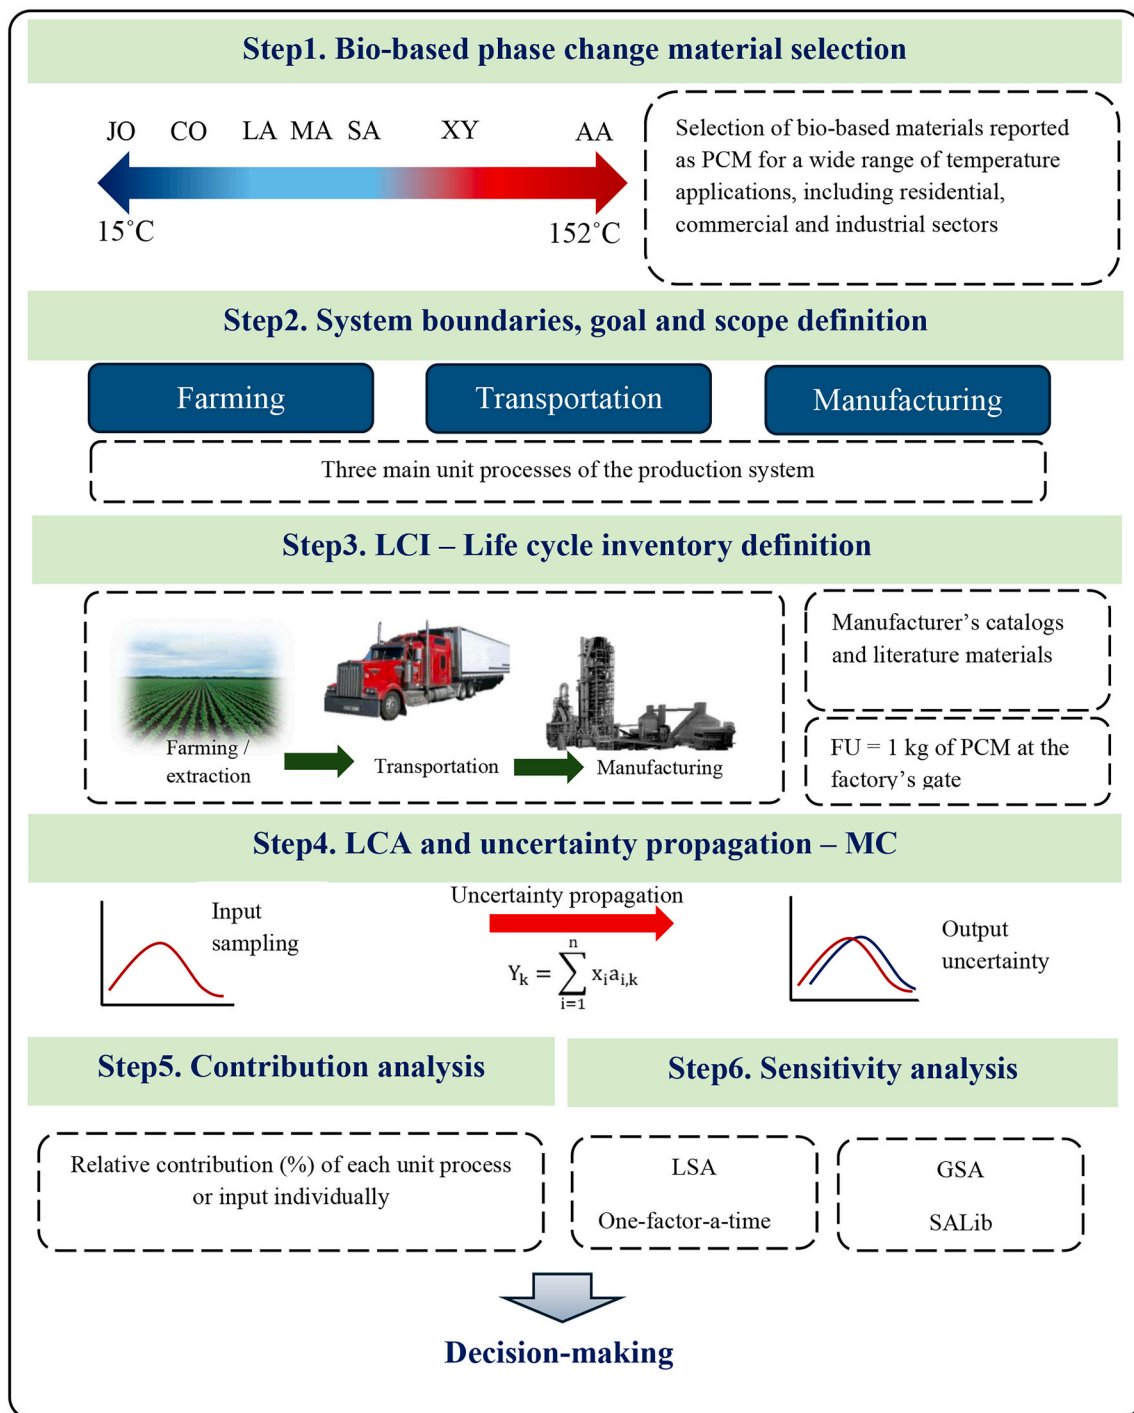 Step1. Bio-based phase change material selection
JO CO LA MA SA XY AA
15˚C
152˚C
Selection of bio-based materials reported
as PCM for a wide range of temperature
applications, including residential,
commercial and industrial sectors
Step2. System boundaries, goal and scope definition
Farming
Transportation
Manufacturing
Three main unit processes of the production system
Step3. LCI – Life cycle inventory definition
Farming /
extraction
Transportation
Manufacturing
Manufacturer’s catalogs
and literature materials
FU = 1 kg of PCM at the
factory’s gate
Step4. LCA and uncertainty propagation – MC
Input
sampling
Uncertainty propagation
Yₖ = ∑ⁿᵢ₌₁ xᵢaᵢ,ₖ
Output
uncertainty
Step5. Contribution analysis
Relative contribution (%) of each unit process
or input individually
Step6. Sensitivity analysis
LSA
One-factor-a-time
GSA
SALib
Decision-making